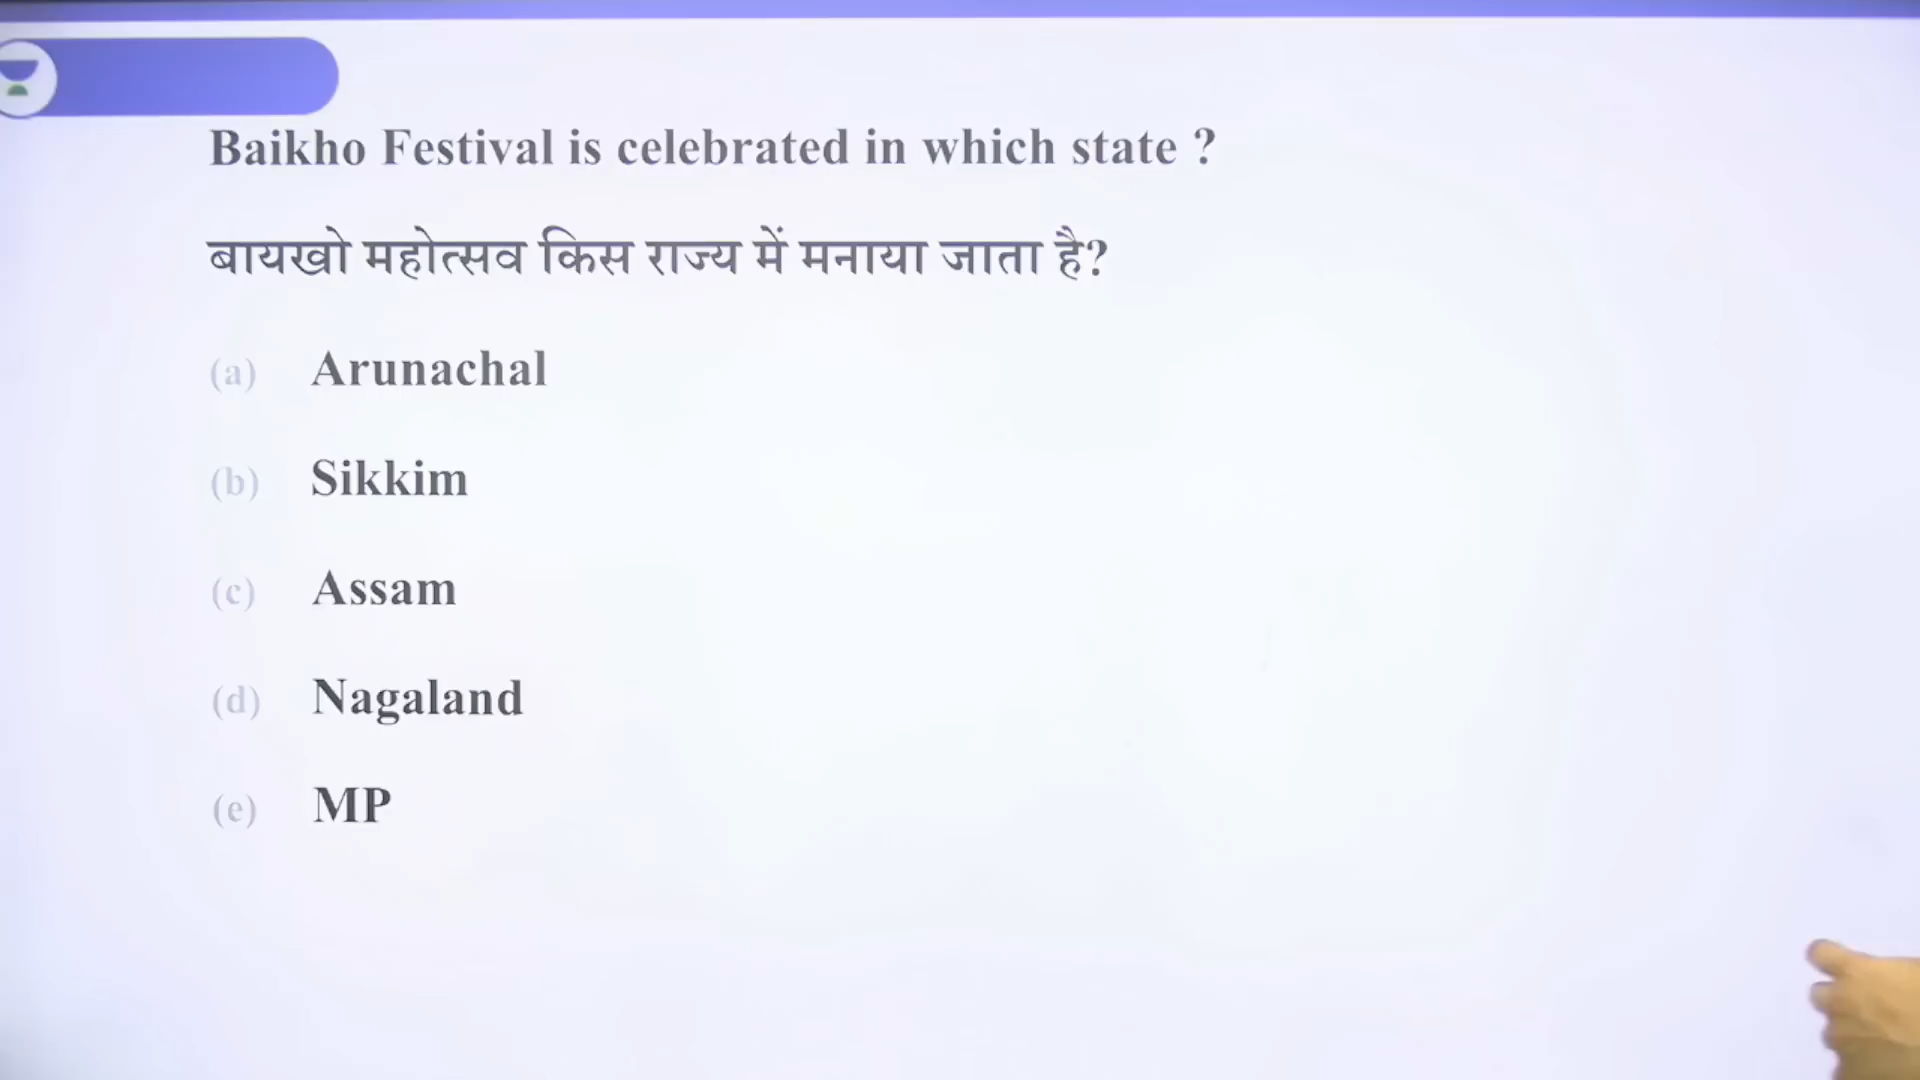 Baikho Festival is celebrated in which state ?
बायखो महोत्सव किस राज्य में मनाया जाता है?
(a) Arunachal
(b) Sikkim
(c) Assam
(d) Nagaland
(e) MP